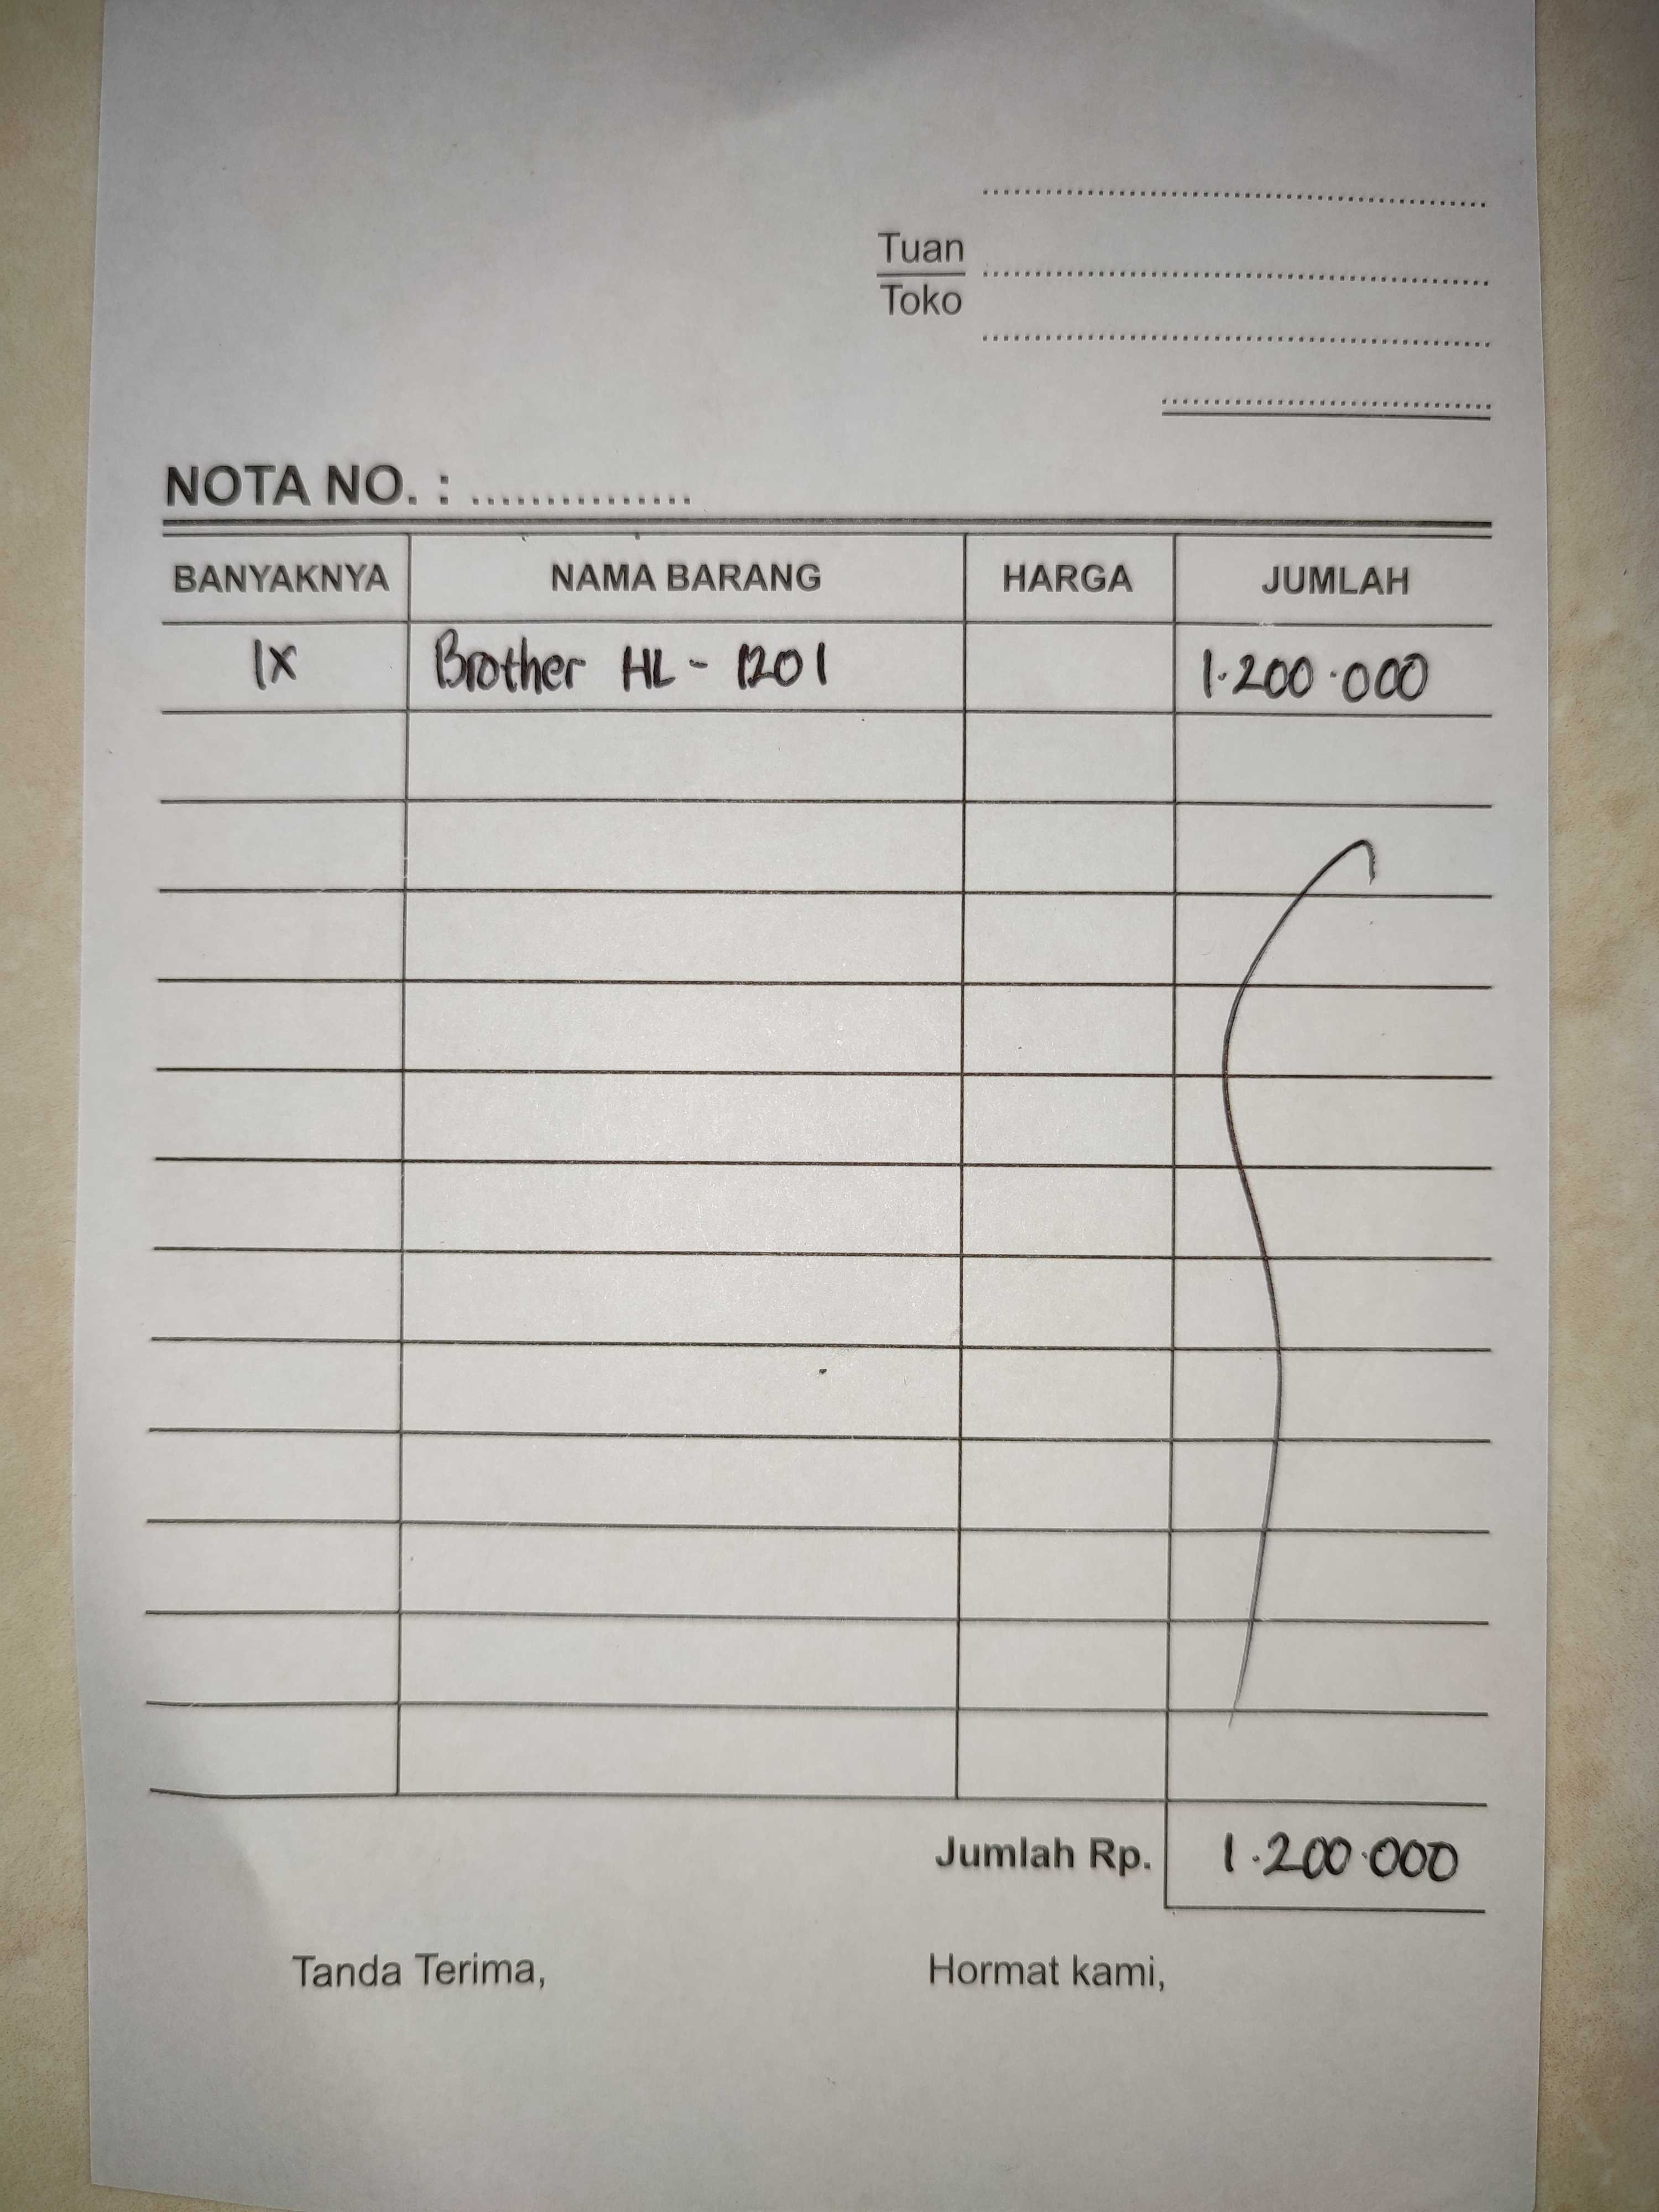 Tuan
Toko
NOTA NO. : ...............
BANYAKNYA NAMA BARANG HARGA JUMLAH
1x Brother HL - 1201 1.200.000
Jumlah Rp. 1.200.000
Tanda Terima, Hormat kami,